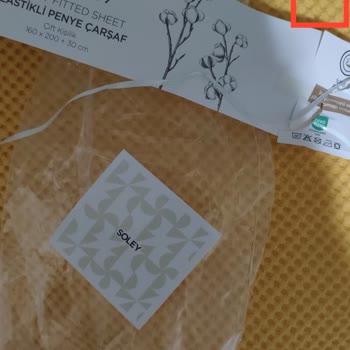 FITTED SHEET
LASTİKLİ PENYE ÇARŞAF
Çift Kişilik
160 x 200 + 30 cm
SOLEY